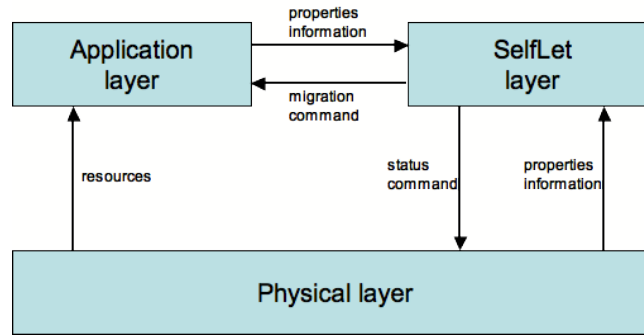 properties
information
Application
layer
SelfLet
layer
migration
command
resources
status
command
properties
information
Physical layer